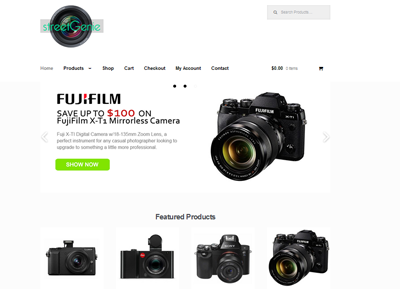 streetGenie
Search Products...
Home Products Shop Cart Checkout My Account Contact $0.00 0 items
FUJIFILM
SAVE UP TO $100 ON
FujiFilm X-T1 Mirrorless Camera
Fuji X-TI Digital Camera w/18-135mm Zoom Lens, a
perfect instrument for any casual photographer looking to
upgrade to something a little more professional.
SHOW NOW
Featured Products